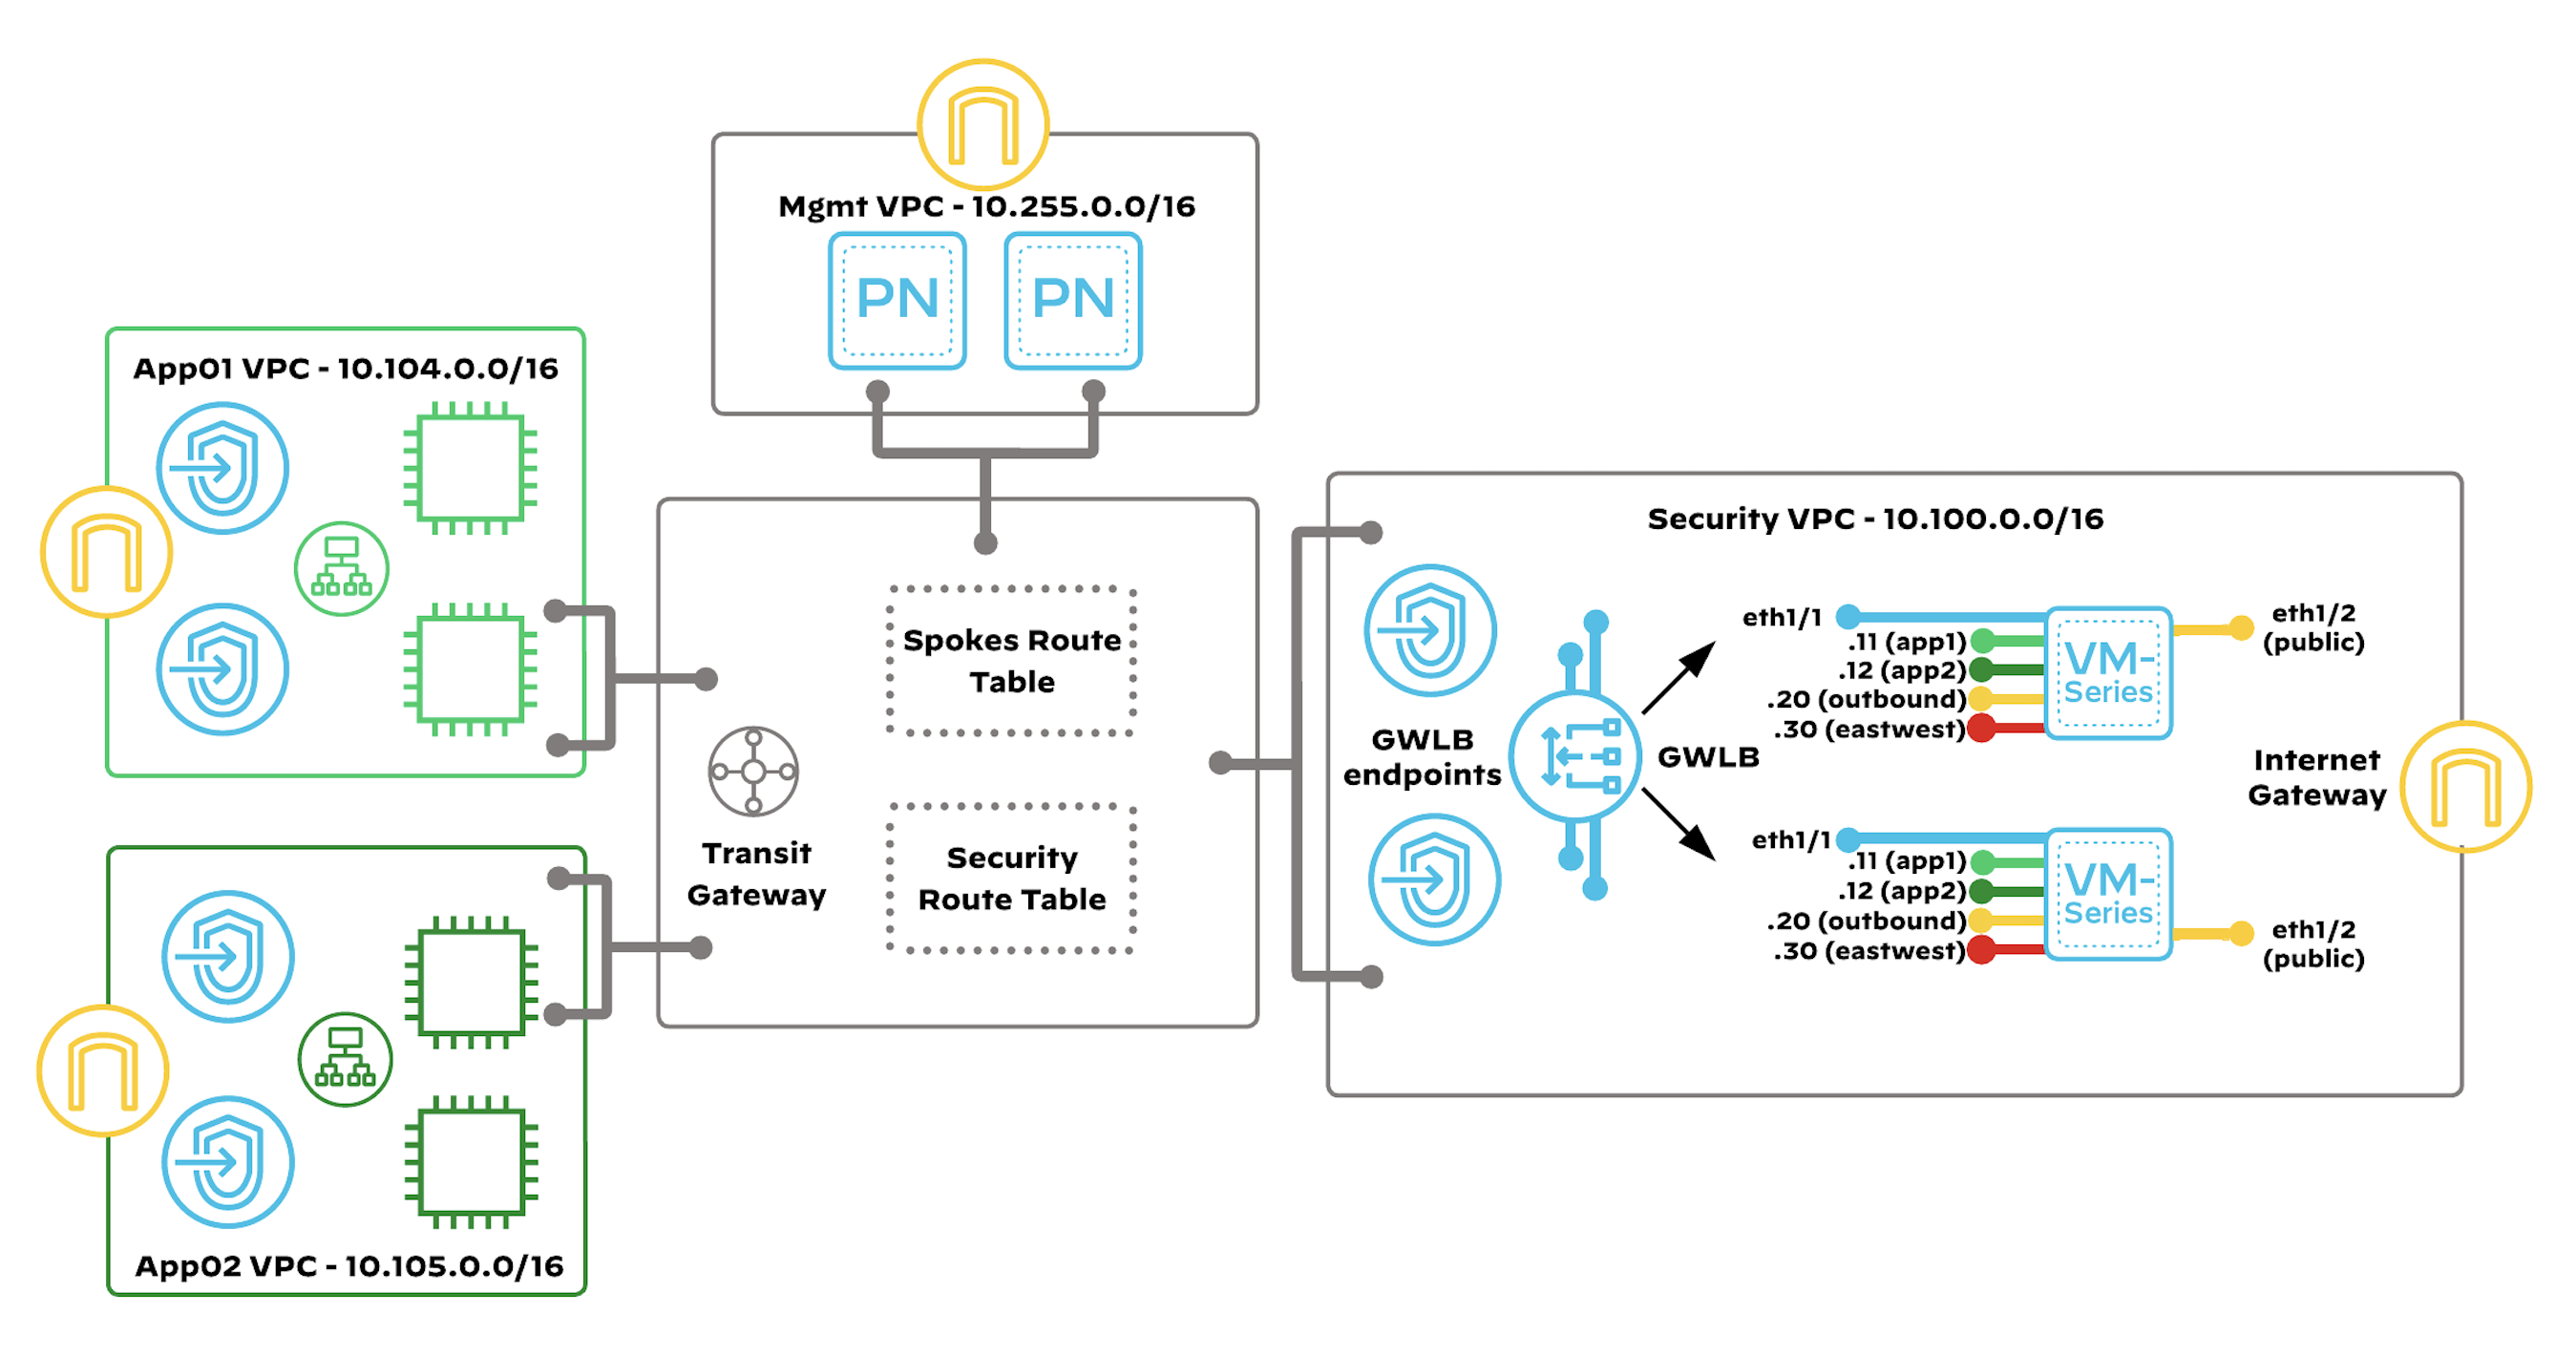 Mgmt VPC - 10.255.0.0/16
PN
PN
App01 VPC - 10.104.0.0/16
Spokes Route
Table
Transit
Gateway
Security
Route Table
App02 VPC - 10.105.0.0/16
Security VPC - 10.100.0.0/16
GWLB
endpoints
GWLB
eth1/1
.11 (app1)
.12 (app2)
.20 (outbound)
.30 (eastwest)
VM-
Series
eth1/2
(public)
Internet
Gateway
eth1/1
.11 (app1)
.12 (app2)
.20 (outbound)
.30 (eastwest)
VM-
Series
eth1/2
(public)